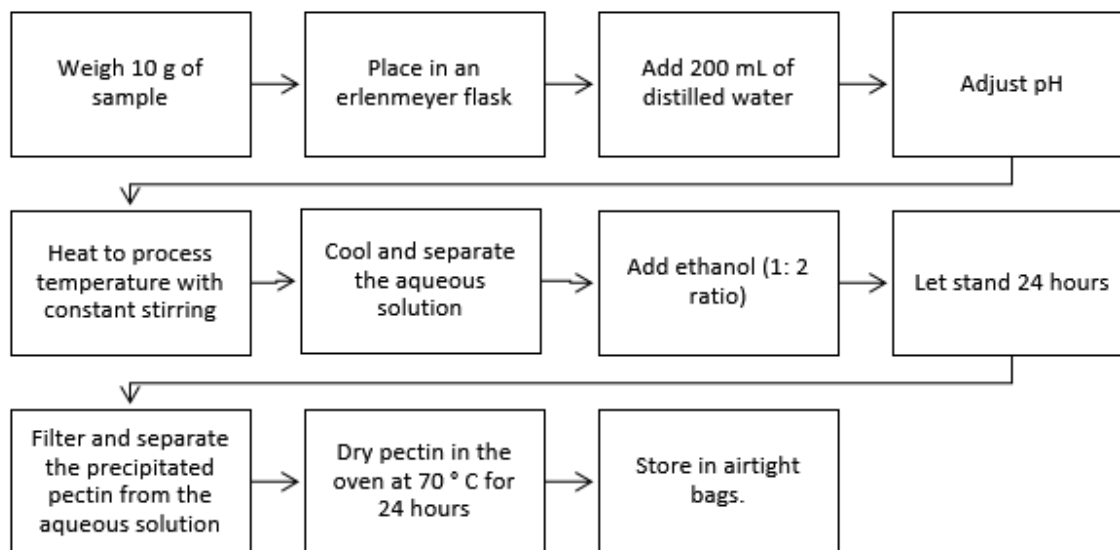 Weigh 10 g of
sample
Place in an
erlenmeyer flask
Add 200 mL of
distilled water
Adjust pH
Heat to process
temperature with
constant stirring
Cool and separate
the aqueous
solution
Add ethanol (1: 2
ratio)
Let stand 24 hours
Filter and separate
the precipitated
pectin from the
aqueous solution
Dry pectin in the
oven at 70 ° C for
24 hours
Store in airtight
bags.